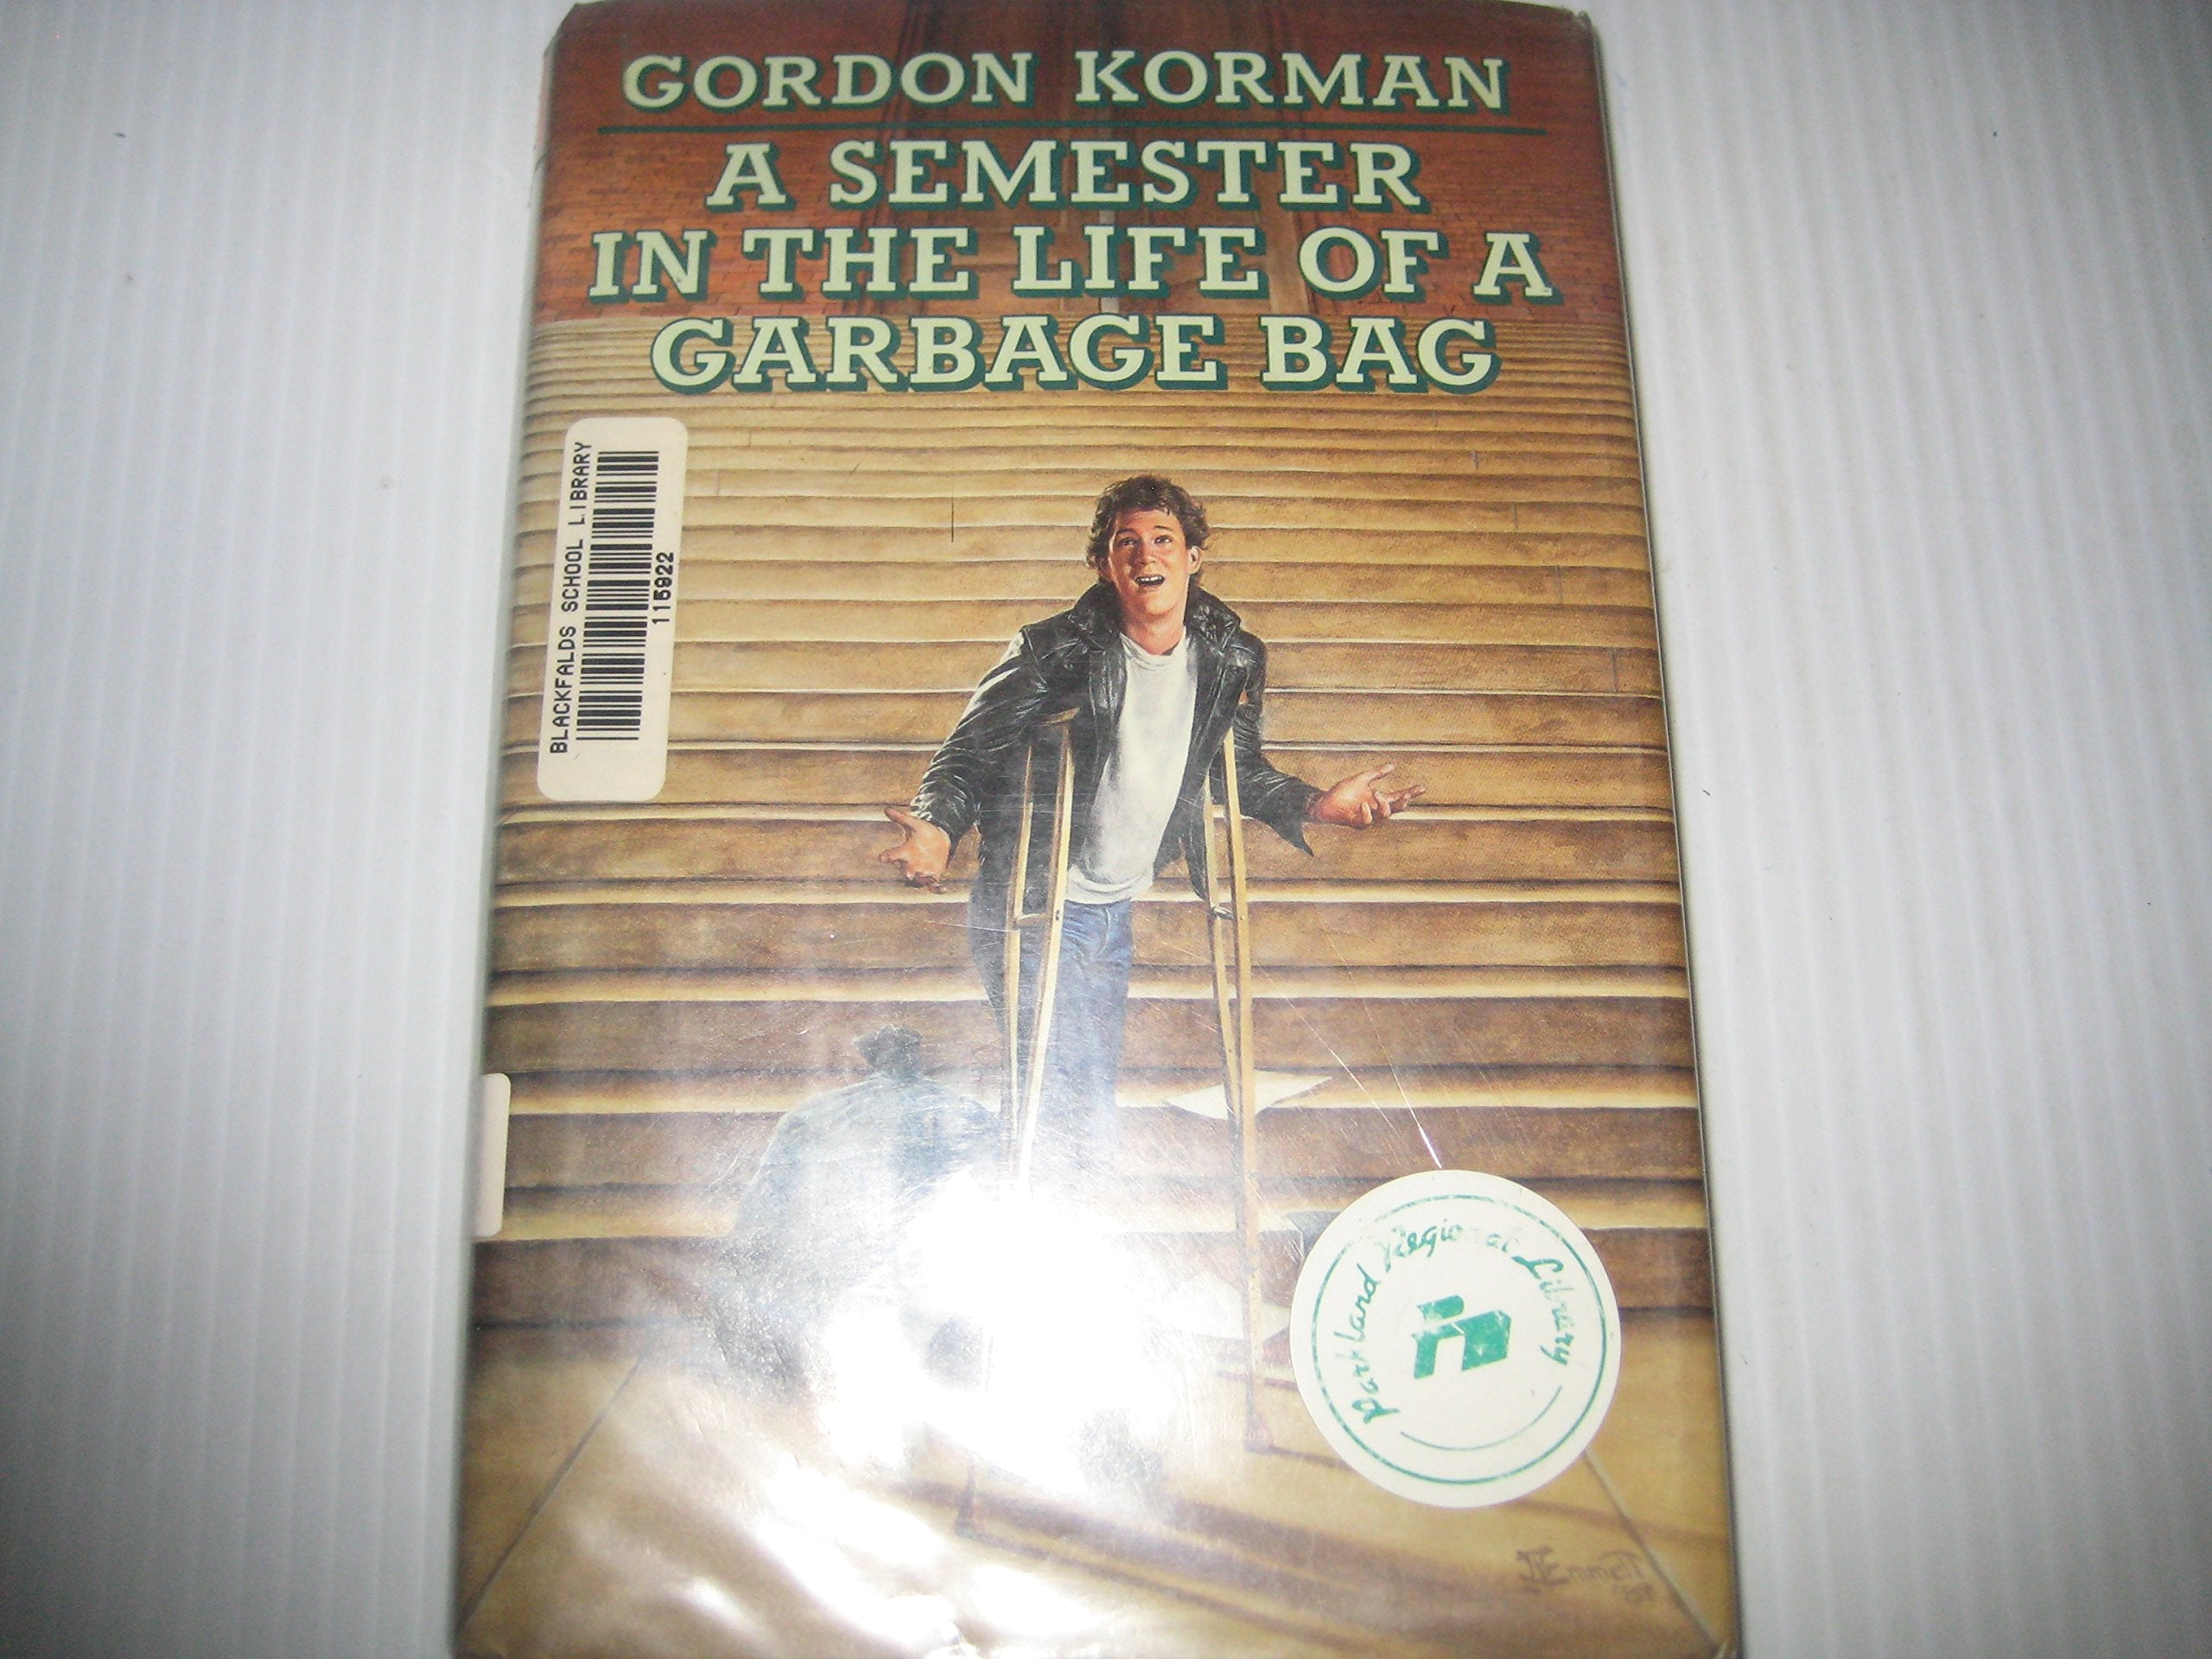 GORDON KORMAN
A SEMESTER
IN THE LIFE OF A
GARBAGE BAG
BLACKFALDS SCHOOL LIBRARY
115922
Parkland Regional Library